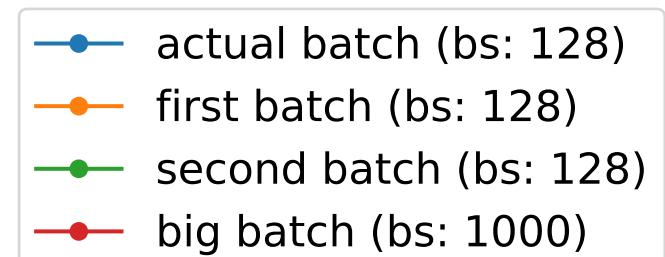 actual batch (bs: 128)
first batch (bs: 128)
second batch (bs: 128)
big batch (bs: 1000)